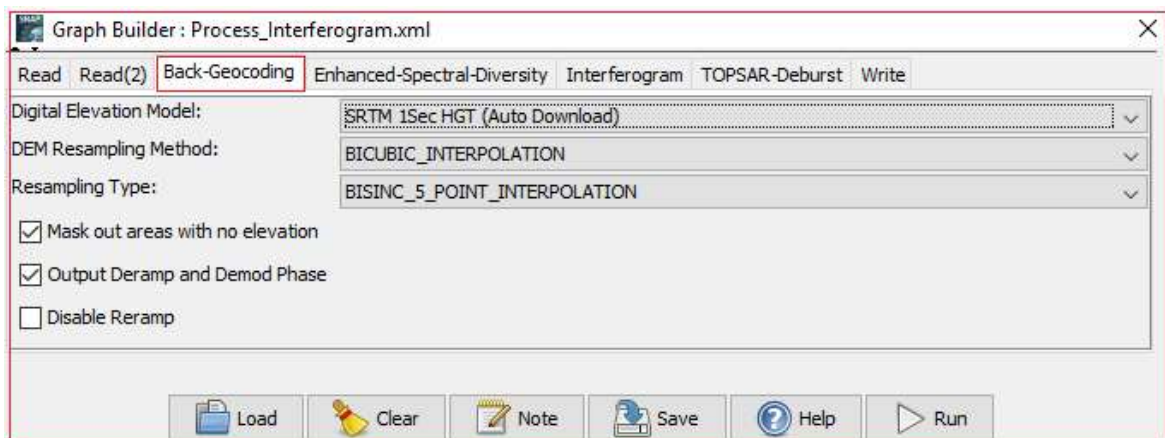 Graph Builder : Process_Interferogram.xml
Read Read(2) Back-Geocoding Enhanced-Spectral-Diversity Interferogram TOPSAR-Deburst Write
Digital Elevation Model: SRTM 1Sec HGT (Auto Download)
DEM Resampling Method: BICUBIC_INTERPOLATION
Resampling Type: BISINC_5_POINT_INTERPOLATION
Mask out areas with no elevation
Output Deramp and Demod Phase
Disable Reramp
Load Clear Note Save Help Run